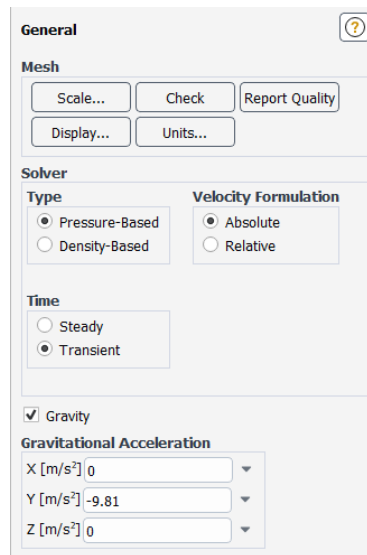 General
?
Mesh
Scale... Check Report Quality
Display... Units...
Solver
Type Velocity Formulation
Pressure-Based Absolute
Density-Based Relative
Time
Steady
Transient
Gravity
Gravitational Acceleration
X [m/s²] 0
Y [m/s²] -9.81
Z [m/s²] 0